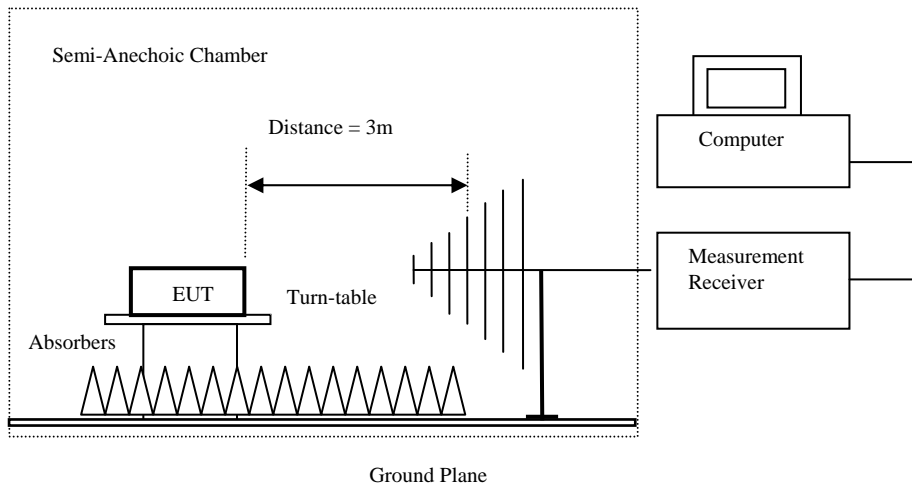 Semi-Anechoic Chamber
Distance = 3m
Computer
Measurement
Receiver
EUT
Turn-table
Absorbers
Ground Plane